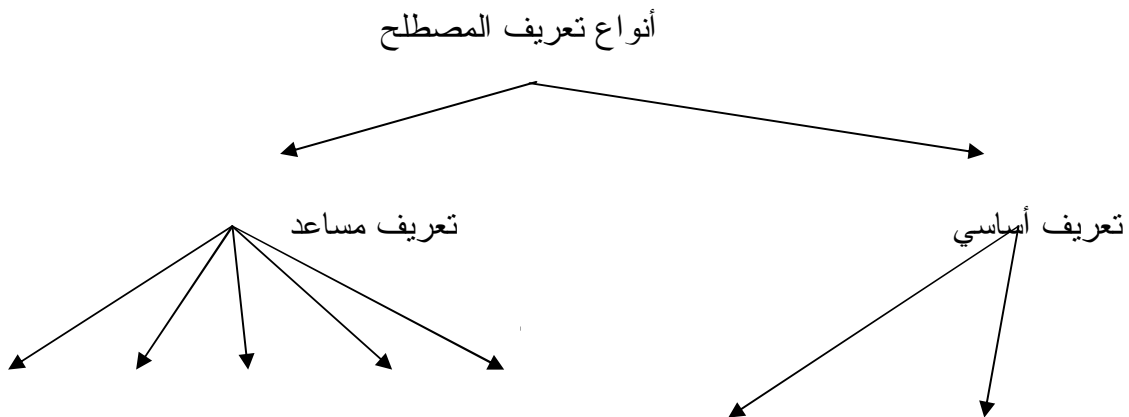 أنواع تعريف المصطلح
تعريف أساسي
تعريف مساعد